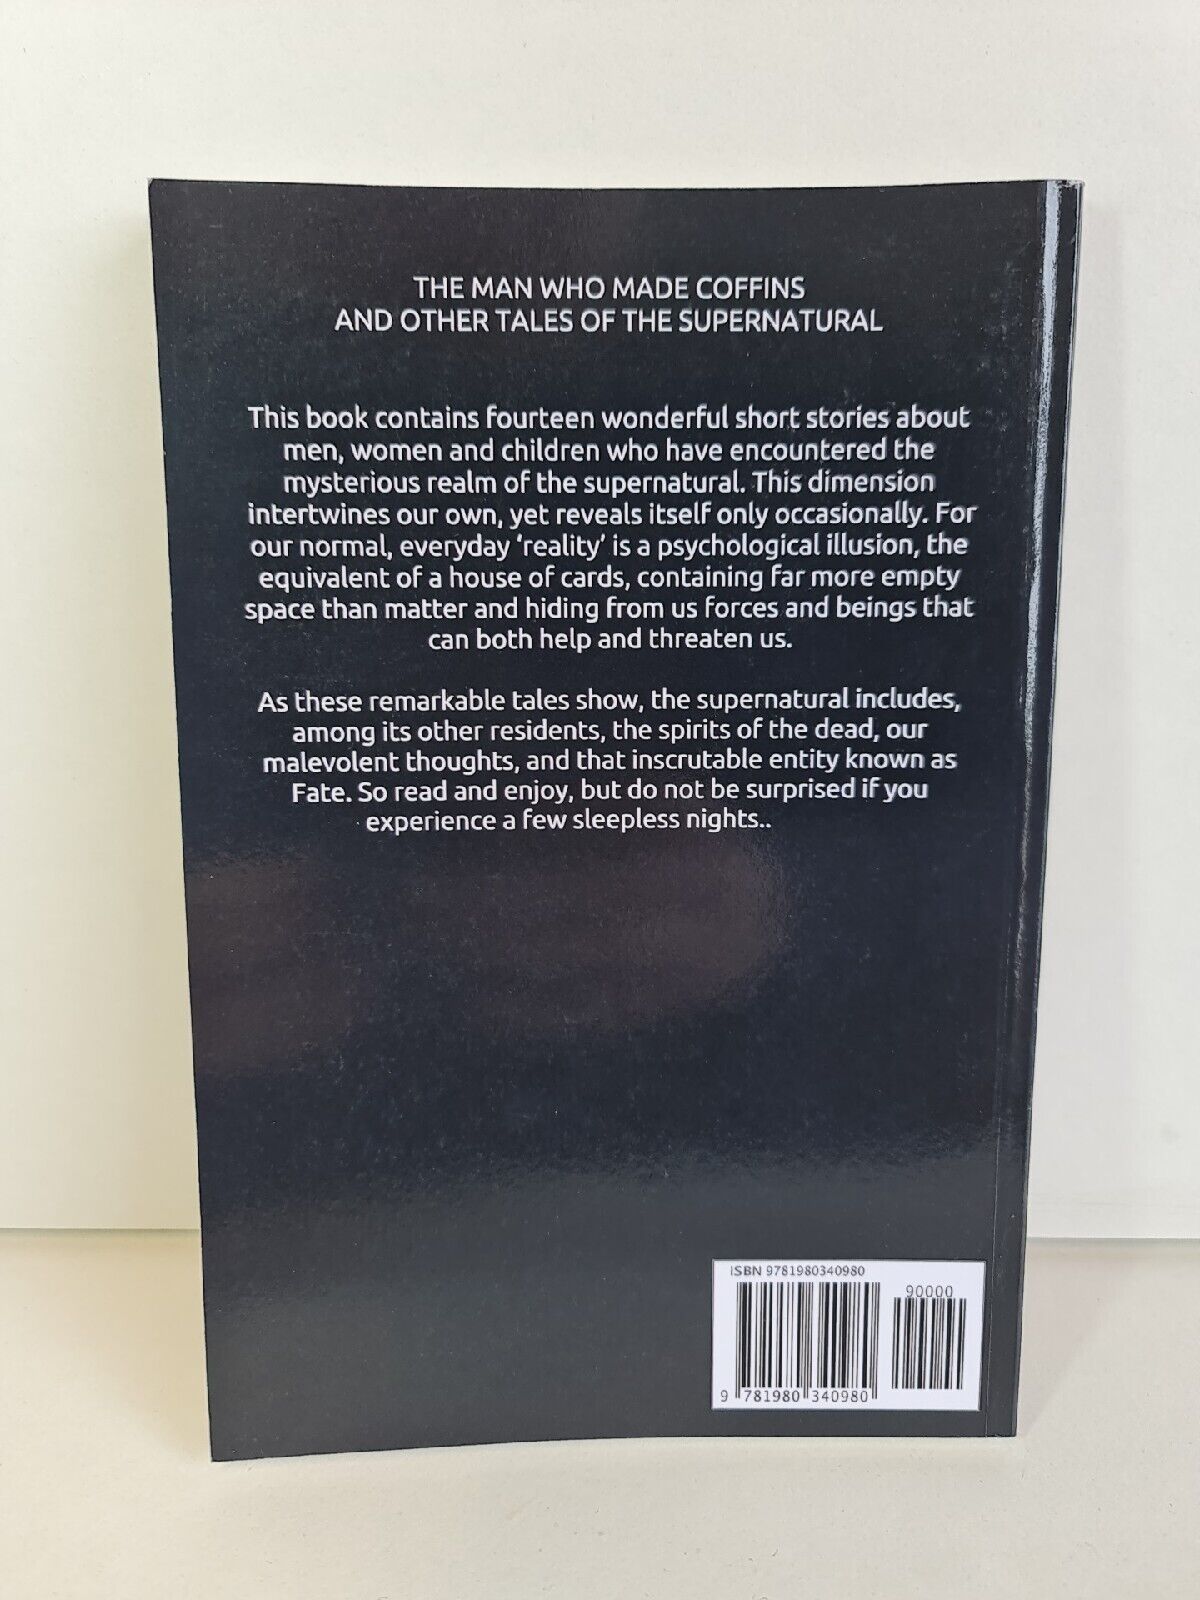 THE MAN WHO MADE COFFINS
AND OTHER TALES OF THE SUPERNATURAL
This book contains fourteen wonderful short stories about
men, women and children who have encountered the
mysterious realm of the supernatural. This dimension
intertwines our own, yet reveals itself only occasionally. For
our normal, everyday ‘reality’ is a psychological illusion, the
equivalent of a house of cards, containing far more empty
space than matter and hiding from us forces and beings that
can both help and threaten us.
As these remarkable tales show, the supernatural includes,
among its other residents, the spirits of the dead, our
malevolent thoughts, and that inscrutable entity known as
Fate. So read and enjoy, but do not be surprised if you
experience a few sleepless nights..
ISBN 9781980340980
90000
9 781980 340980